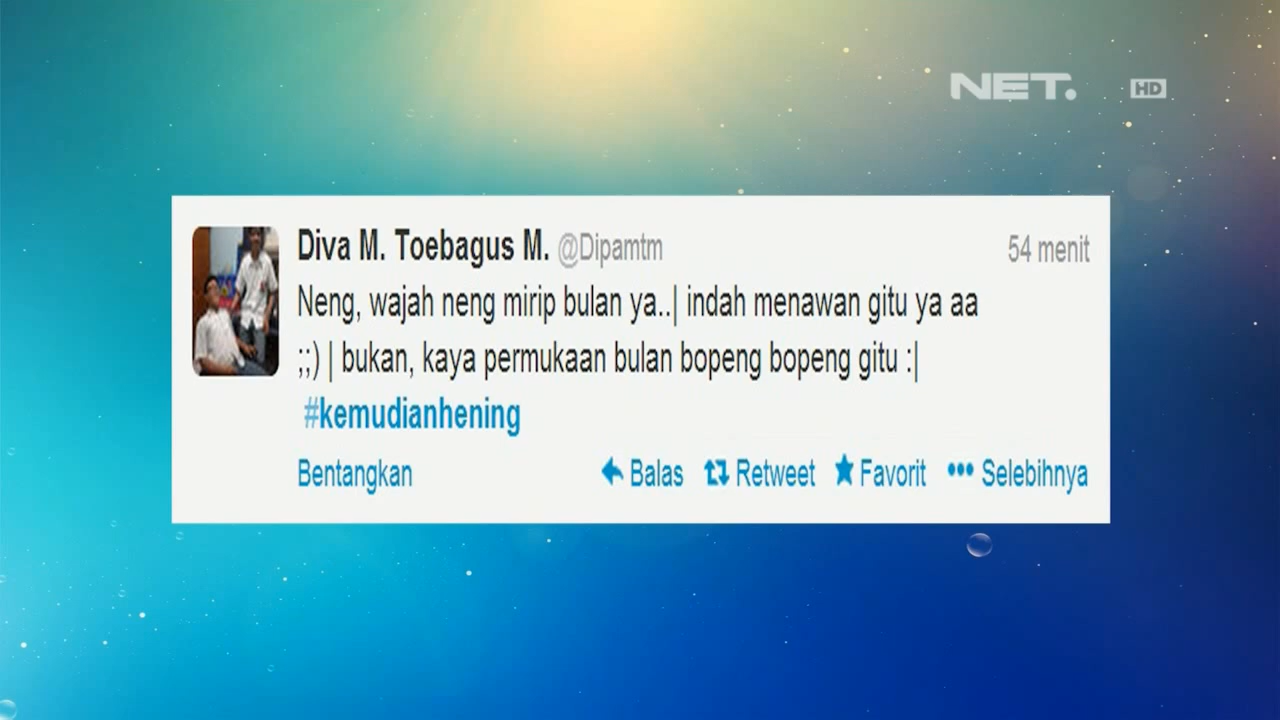 NET. HD
Diva M. Toebagus M. @Dipamtm 54 menit
Neng, wajah neng mirip bulan ya..| indah menawan gitu ya aa
;;) | bukan, kaya permukaan bulan bopeng bopeng gitu :|
#kemudianhening
Bentangkan Balas Retweet Favorit Selebihnya